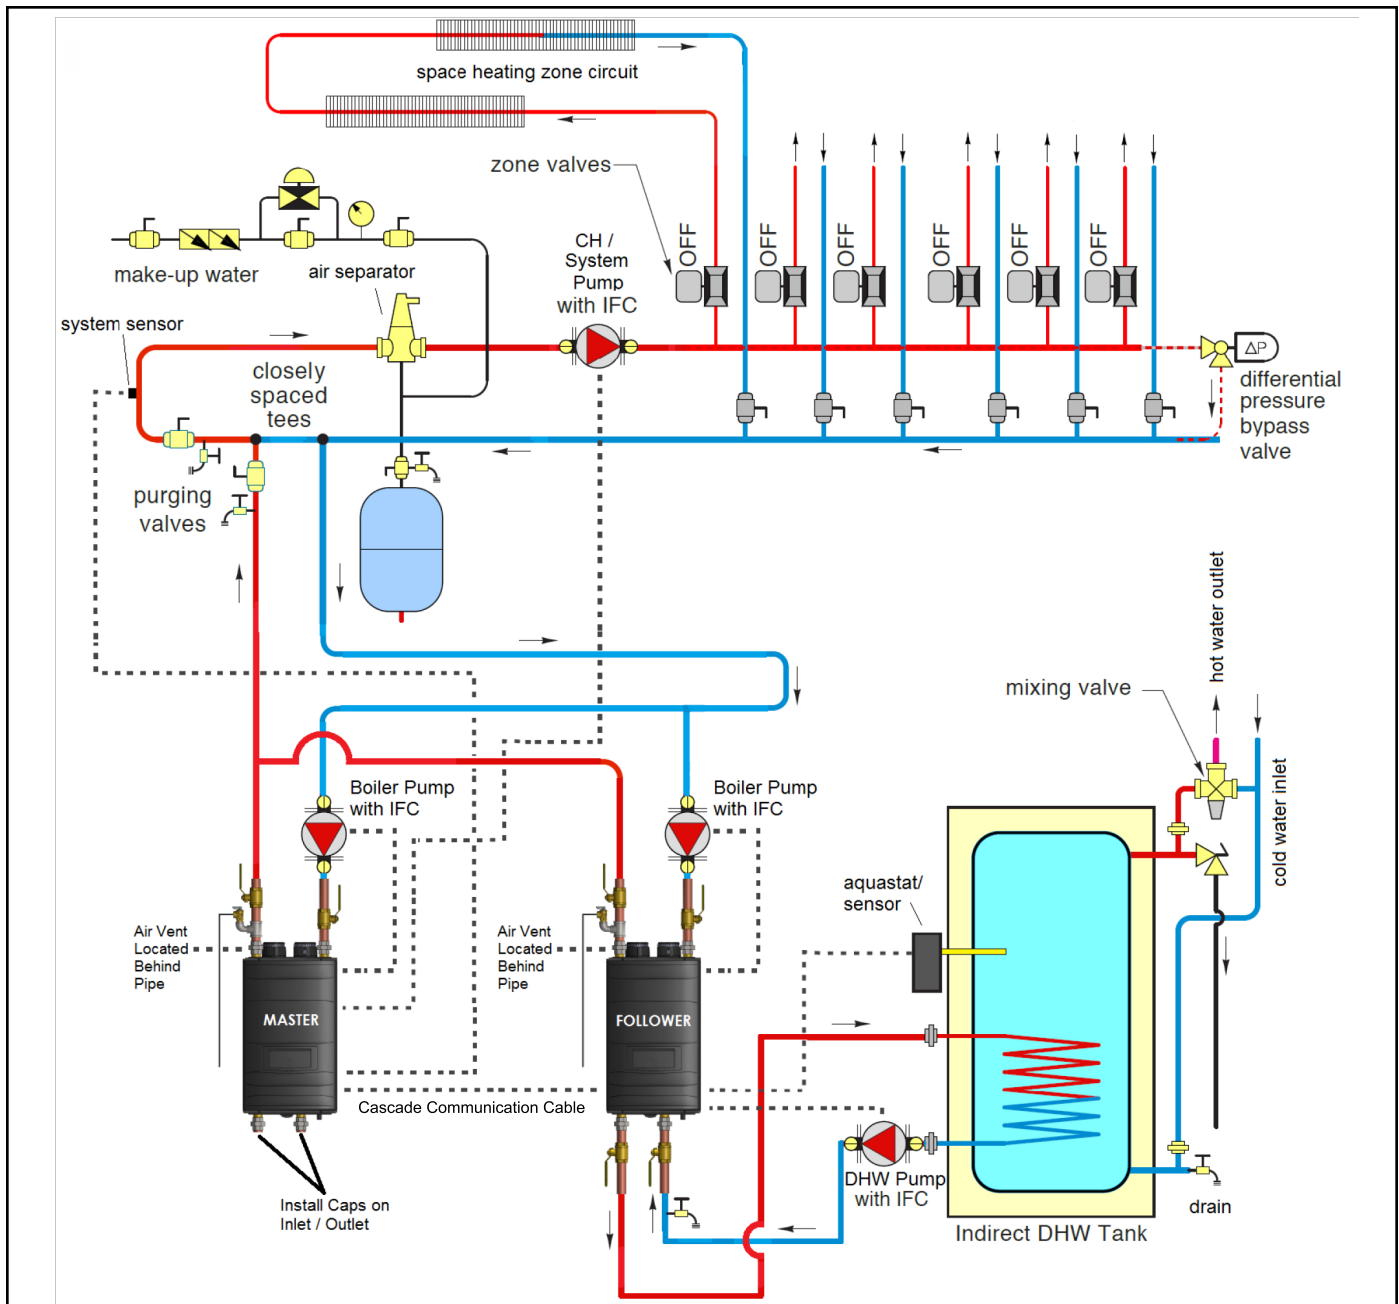 space heating zone circuit
zone valves
OFF
OFF
OFF
OFF
OFF
OFF
CH /
System
Pump
with IFC
make-up water
air separator
system sensor
closely
spaced
tees
ΔP
differential
pressure
bypass
valve
purging
valves
hot water outlet
mixing valve
cold water inlet
Boiler Pump
with IFC
Boiler Pump
with IFC
aquastat/
sensor
Air Vent
Located
Behind
Pipe
Air Vent
Located
Behind
Pipe
MASTER
FOLLOWER
Cascade Communication Cable
Install Caps on
Inlet / Outlet
DHW Pump
with IFC
drain
Indirect DHW Tank